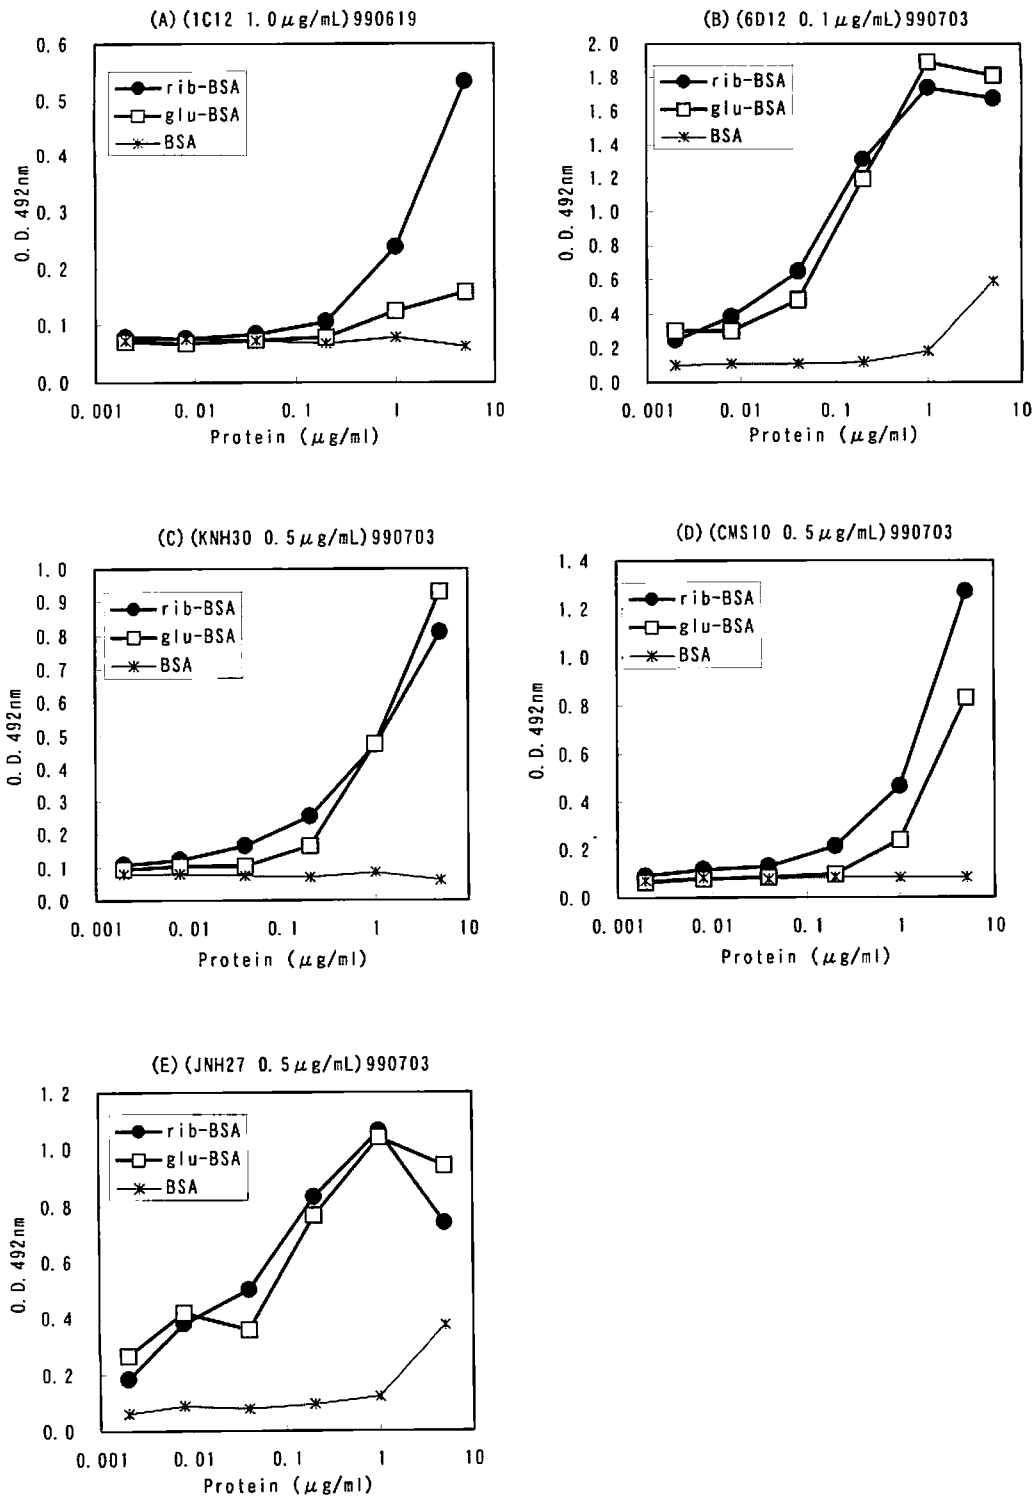 (A)(1C12 1.0μg/mL)990619
0.6
0.5
0.4
0.3
0.2
0.1
0.0
O.D.492nm
rib-BSA
glu-BSA
BSA
0.001 0.01 0.1 1 10
Protein (μg/ml)
(B)(6D12 0.1μg/mL)990703
2.0
1.8
1.6
1.4
1.2
1.0
0.8
0.6
0.4
0.2
0.0
O.D.492nm
rib-BSA
glu-BSA
BSA
0.001 0.01 0.1 1 10
Protein (μg/ml)
(C)(KNH30 0.5μg/mL)990703
1.0
0.9
0.8
0.7
0.6
0.5
0.4
0.3
0.2
0.1
0.0
O.D.492nm
rib-BSA
glu-BSA
BSA
0.001 0.01 0.1 1 10
Protein (μg/ml)
(D)(CMS10 0.5μg/mL)990703
1.4
1.2
1.0
0.8
0.6
0.4
0.2
0.0
O.D.492nm
rib-BSA
glu-BSA
BSA
0.001 0.01 0.1 1 10
Protein (μg/ml)
(E)(JNH27 0.5μg/mL)990703
1.2
1.0
0.8
0.6
0.4
0.2
0.0
O.D.492nm
rib-BSA
glu-BSA
BSA
0.001 0.01 0.1 1 10
Protein (μg/ml)